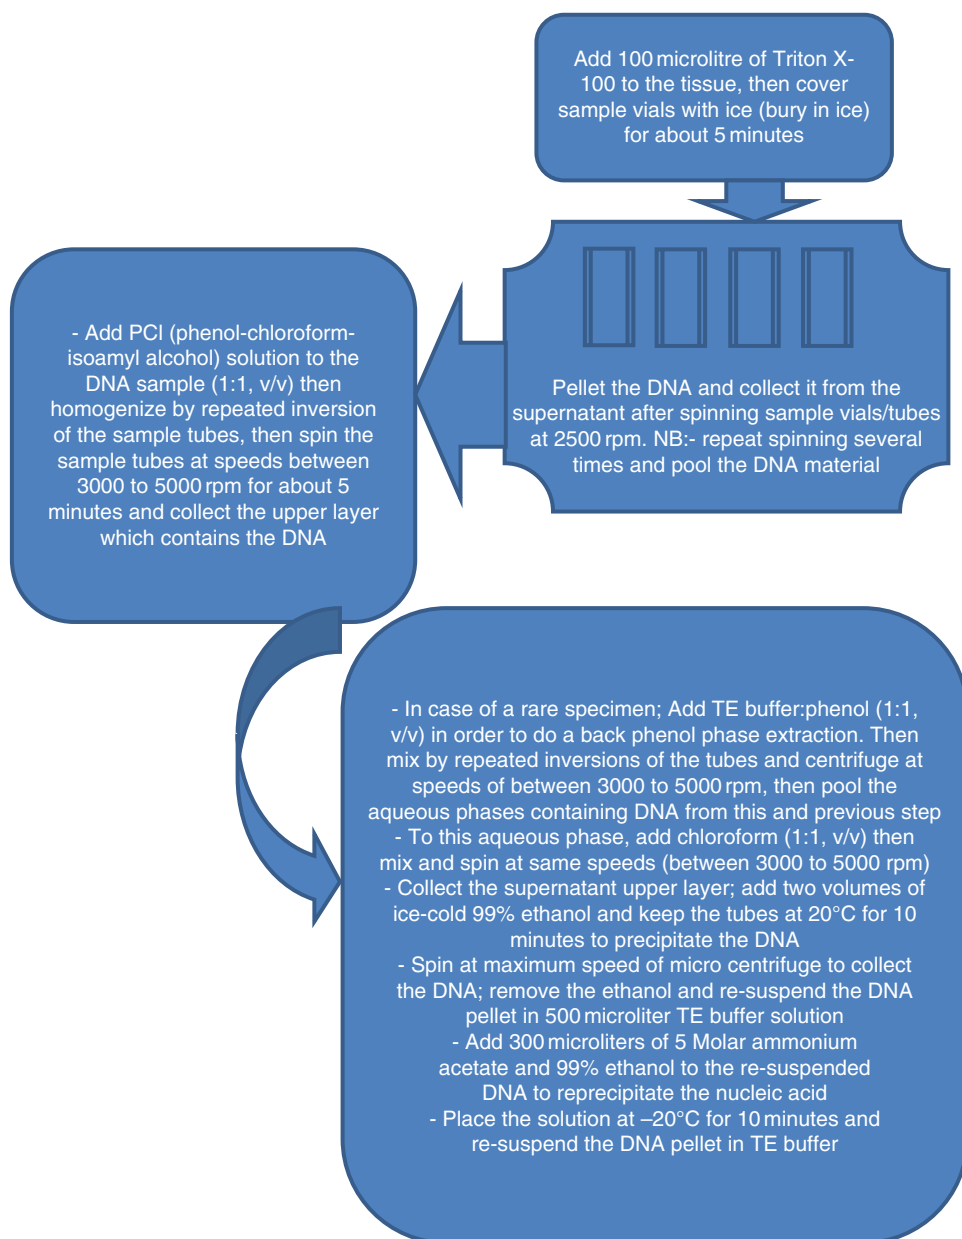 Add 100 microlitre of Triton X-
100 to the tissue, then cover
sample vials with ice (bury in ice)
for about 5 minutes
Pellet the DNA and collect it from the
supernatant after spinning sample vials/tubes
at 2500 rpm. NB:- repeat spinning several
times and pool the DNA material
- Add PCI (phenol-chloroform-
isoamyl alcohol) solution to the
DNA sample (1:1, v/v) then
homogenize by repeated inversion
of the sample tubes, then spin the
sample tubes at speeds between
3000 to 5000 rpm for about 5
minutes and collect the upper layer
which contains the DNA
- In case of a rare specimen; Add TE buffer:phenol (1:1,
v/v) in order to do a back phenol phase extraction. Then
mix by repeated inversions of the tubes and centrifuge at
speeds of between 3000 to 5000 rpm, then pool the
aqueous phases containing DNA from this and previous step
- To this aqueous phase, add chloroform (1:1, v/v) then
mix and spin at same speeds (between 3000 to 5000 rpm)
- Collect the supernatant upper layer; add two volumes of
ice-cold 99% ethanol and keep the tubes at 20°C for 10
minutes to precipitate the DNA
- Spin at maximum speed of micro centrifuge to collect
the DNA; remove the ethanol and re-suspend the DNA
pellet in 500 microliter TE buffer solution
- Add 300 microliters of 5 Molar ammonium
acetate and 99% ethanol to the re-suspended
DNA to reprecipitate the nucleic acid
- Place the solution at –20°C for 10 minutes and
re-suspend the DNA pellet in TE buffer